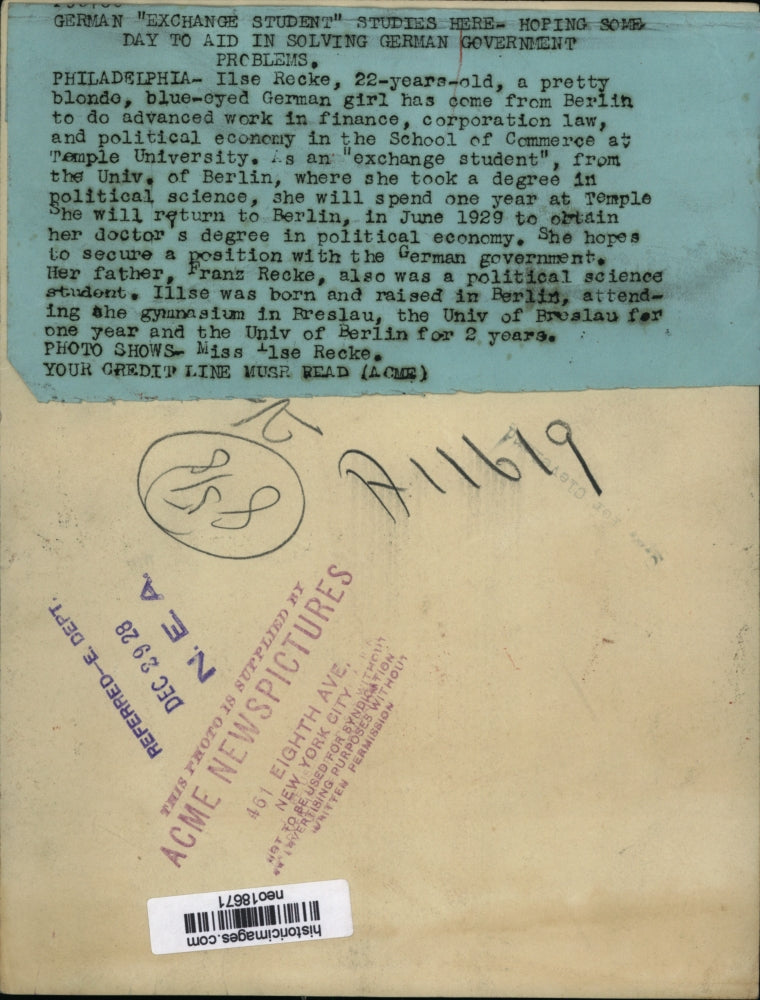 GERMAN "EXCHANGE STUDENT" STUDIES HERE- HOPING SOME
DAY TO AID IN SOLVING GERMAN GOVERNMENT
PRCBLEMS.
PHILADELPHIA- Ilse Recke, 22-years-old, a pretty
blonde, blue-eyed German girl has come from Berlin
to do advanced work in finance, corporation law,
and political economy in the School of Commerce at
Temple University. As an "exchange student", from
the Univ. of Berlin, where she took a degree in
political science, she will spend one year at Temple
She will return to Berlin, in June 1929 to obtain
her doctor's degree in political economy. She hopes
to secure a position with the German government.
Her father, Franz Recke, also was a political science
student. Illse was born and raised in Berlin, attend-
ing the gymnasium in Breslau, the Univ of Breslau for
one year and the Univ of Berlin for 2 years.
PHOTO SHOWS- Miss Ilse Recke.
YOUR CREDIT LINE MUSR READ (ACME)
A11619
REFERRED-E. DEPT.
DEC 29 28
N. E. A.
THIS PHOTO IS SUPPLIED BY
ACME NEWSPICTURES
461 EIGHTH AVE.
NEW YORK CITY
NOT TO BE USED FOR SYNDICATION
OR ADVERTISING PURPOSES WITHOUT
WRITTEN PERMISSION
historicimages.com
neo18671